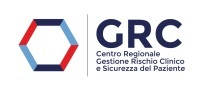 GRC
Centro Regionale
Gestione Rischio Clinico
e Sicurezza del Paziente